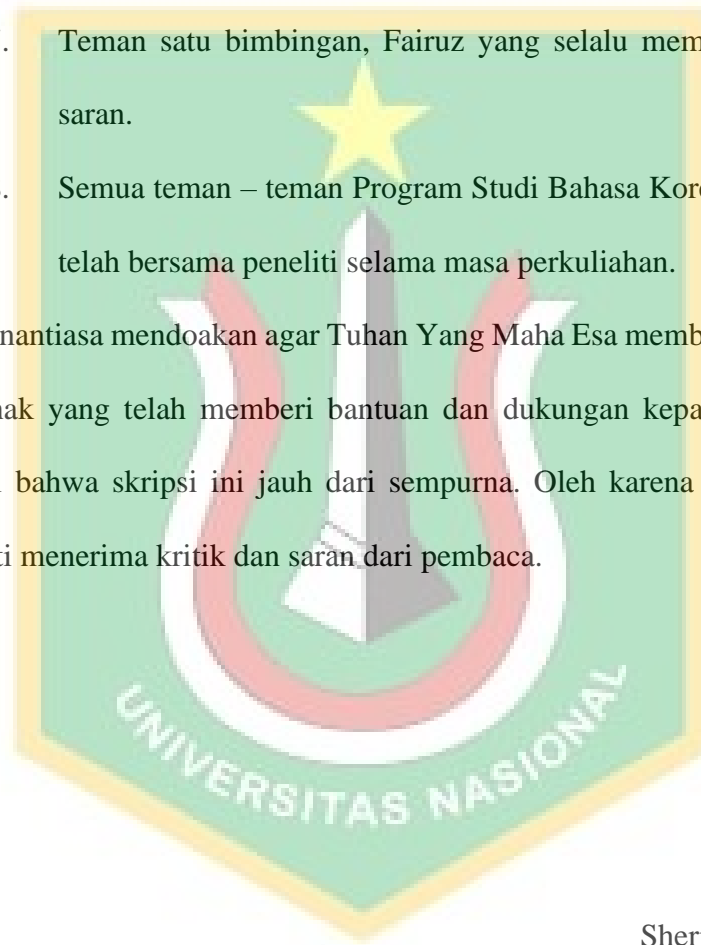 . Teman satu bimbingan, Fairuz yang selalu mem
saran.
. Semua teman – teman Program Studi Bahasa Kor
telah bersama peneliti selama masa perkuliahan.
nantiasa mendoakan agar Tuhan Yang Maha Esa memb
ak yang telah memberi bantuan dan dukungan kepa
bahwa skripsi ini jauh dari sempurna. Oleh karena
ti menerima kritik dan saran dari pembaca.
UNIVERSITAS NASIONAL
Sher